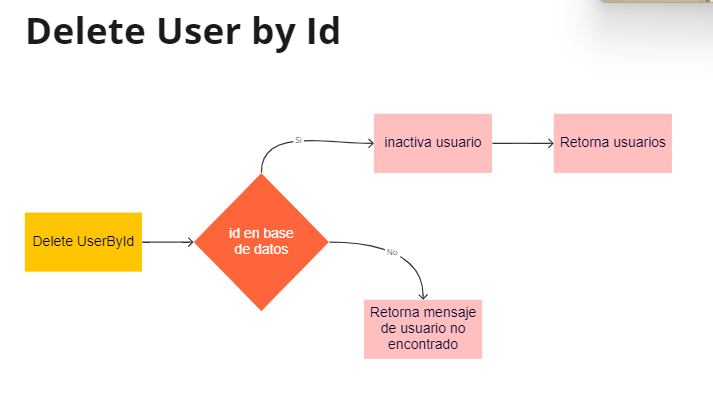 Delete User by Id
Si
inactiva usuario
Retorna usuarios
Delete UserById
id en base
de datos
No
Retorna mensaje
de usuario no
encontrado